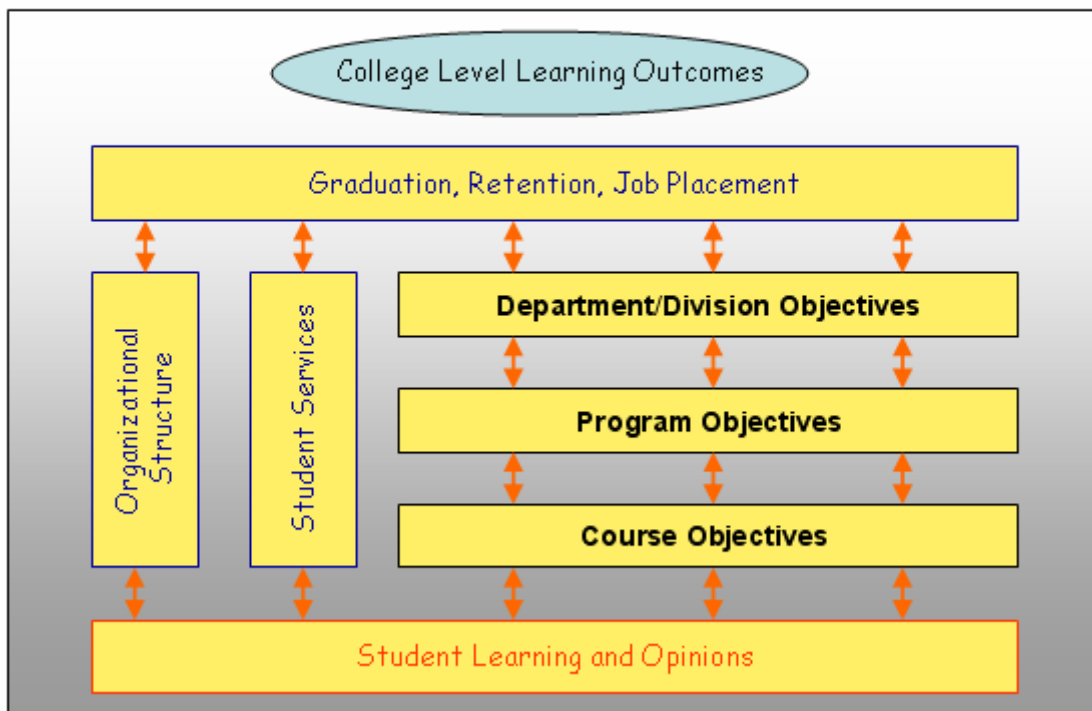 College Level Learning Outcomes
Graduation, Retention, Job Placement
Organizational
Structure
Student Services
Department/Division Objectives
Program Objectives
Course Objectives
Student Learning and Opinions